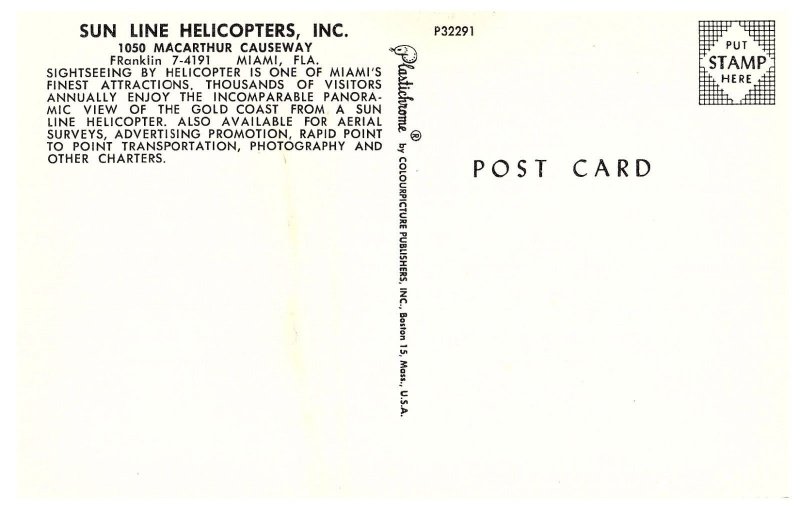 SUN LINE HELICOPTERS, INC.
1050 MACARTHUR CAUSEWAY
FRanklin 7-4191 MIAMI, FLA.
SIGHTSEEING BY HELICOPTER IS ONE OF MIAMI'S
FINEST ATTRACTIONS. THOUSANDS OF VISITORS
ANNUALLY ENJOY THE INCOMPARABLE PANORA-
MIC VIEW OF THE GOLD COAST FROM A SUN
LINE HELICOPTER. ALSO AVAILABLE FOR AERIAL
SURVEYS, ADVERTISING PROMOTION, RAPID POINT
TO POINT TRANSPORTATION, PHOTOGRAPHY AND
OTHER CHARTERS.
Plastichrome ® by COLOURPICTURE PUBLISHERS, INC., Boston 15, Mass., U.S.A.
P32291
PUT
STAMP
HERE
POST CARD